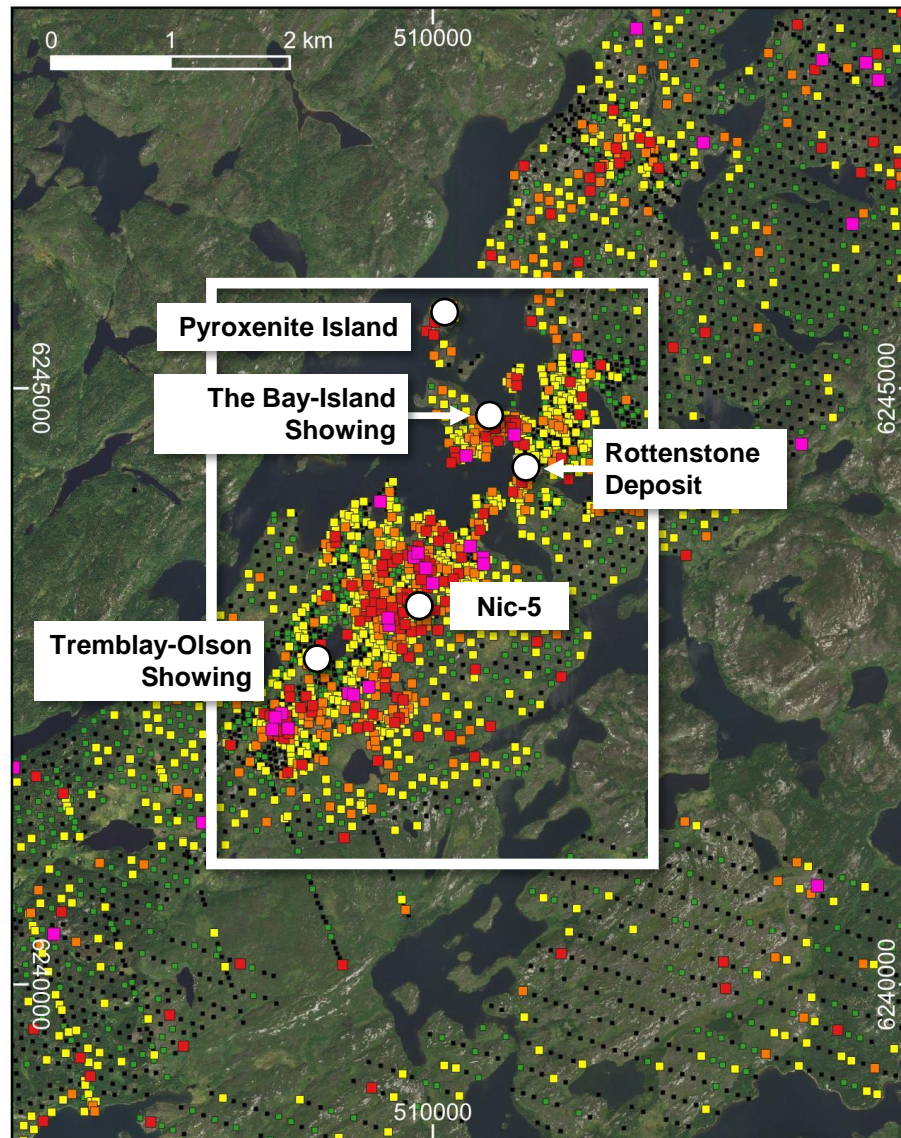 0 1 2 km
510000
Pyroxenite Island
6245000
6245000
The Bay-Island
Showing
Rottenstone
Deposit
Nic-5
Tremblay-Olson
Showing
6240000
6240000
510000